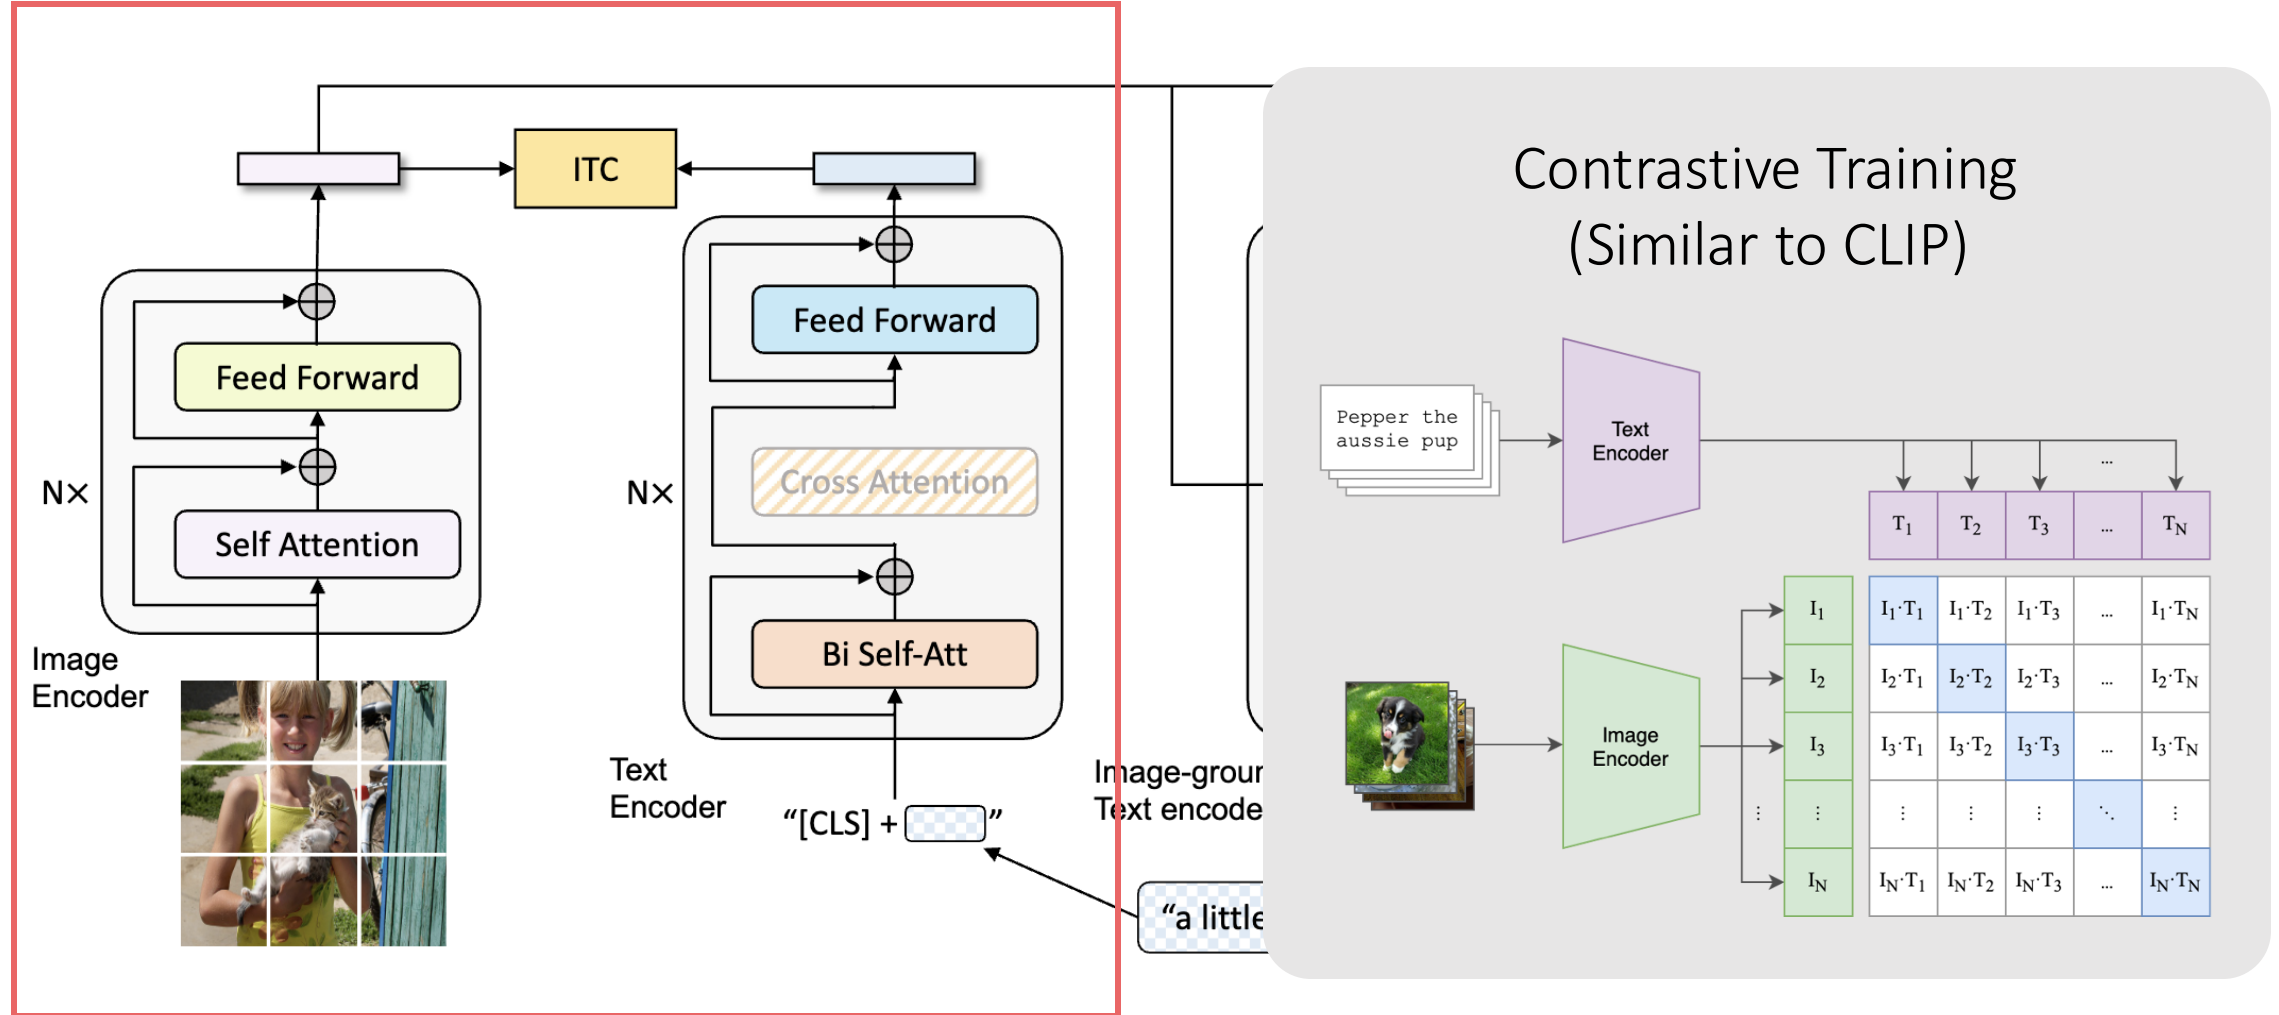 ITC
Feed Forward
Self Attention
N×
Image
Encoder
Feed Forward
Cross Attention
Bi Self-Att
N×
Text
Encoder
“[CLS] + ”
Text encode
“a little
Contrastive Training
(Similar to CLIP)
Pepper the
aussie pup
Text
Encoder
... 
T1 T2 T3 ... TN
Image
Encoder
I1 I1·T1 I1·T2 I1·T3 ... I1·TN
I2 I2·T1 I2·T2 I2·T3 ... I2·TN
I3 I3·T1 I3·T2 I3·T3 ... I3·TN
⋮ ⋮ ⋮ ⋮ ⋮ ⋱ ⋮
IN IN·T1 IN·T2 IN·T3 ... IN·TN